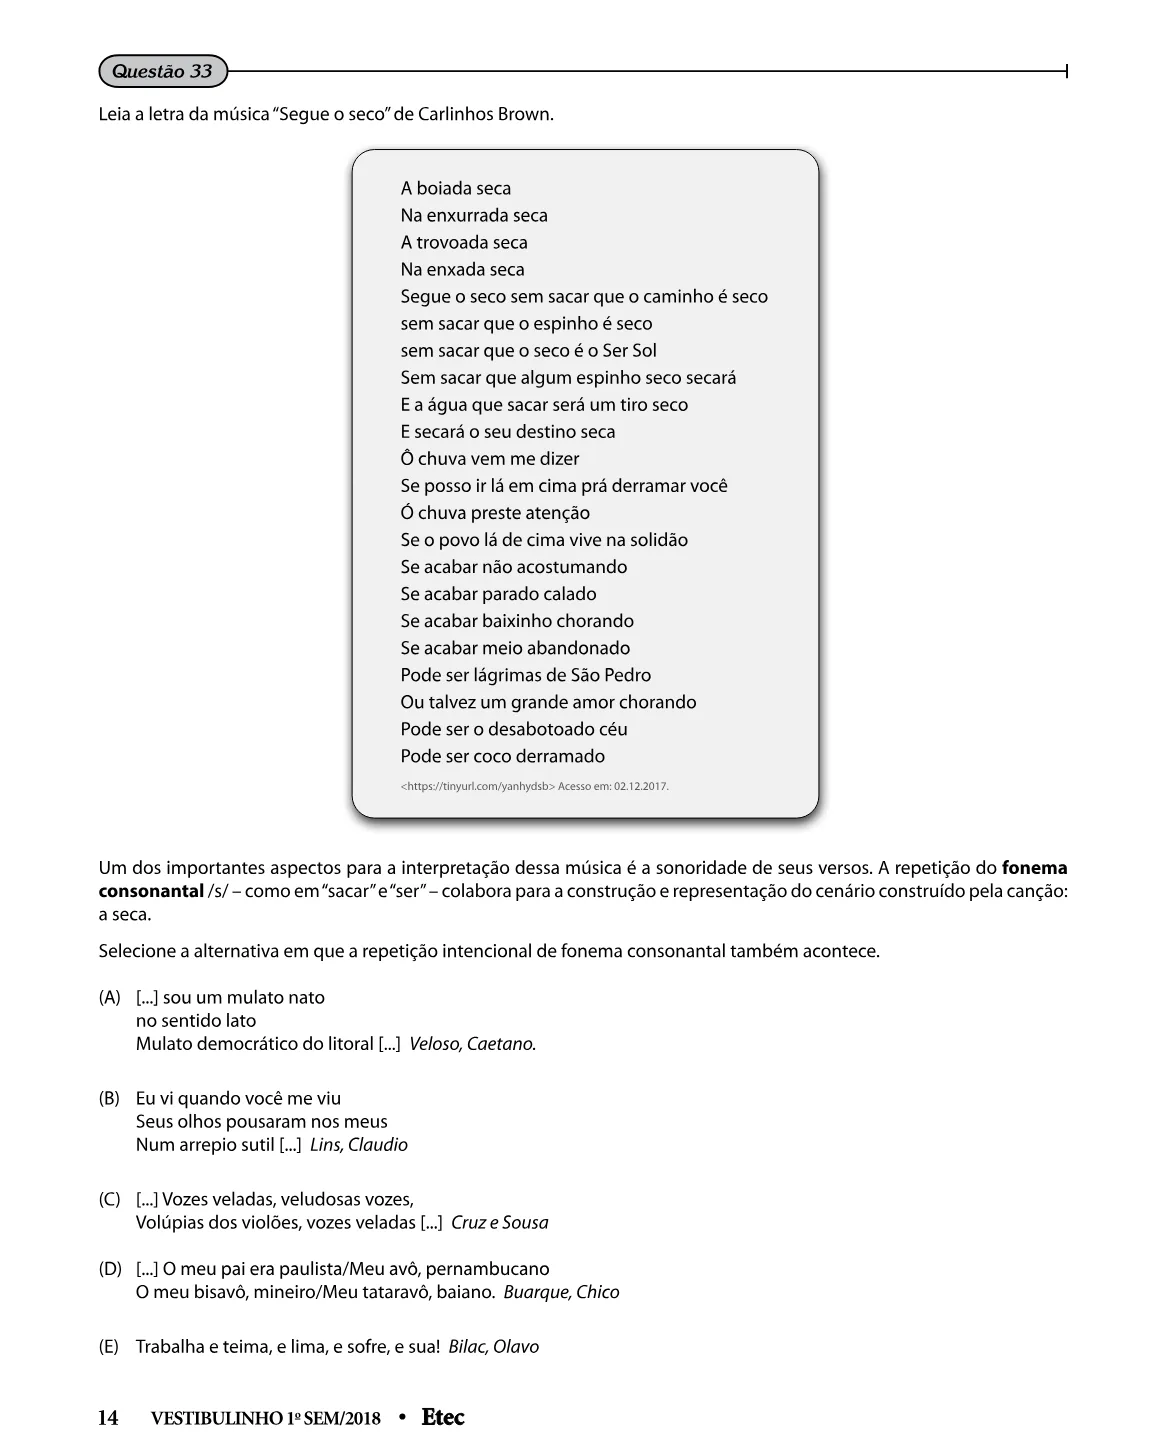 Questão 33
Leia a letra da música “Segue o seco” de Carlinhos Brown.
A boiada seca
Na enxurrada seca
A trovoada seca
Na enxada seca
Segue o seco sem sacar que o caminho é seco
sem sacar que o espinho é seco
sem sacar que o seco é o Ser Sol
Sem sacar que algum espinho seco secará
E a água que sacar será um tiro seco
E secará o seu destino seca
Ô chuva vem me dizer
Se posso ir lá em cima prá derramar você
Ó chuva preste atenção
Se o povo lá de cima vive na solidão
Se acabar não acostumando
Se acabar parado calado
Se acabar baixinho chorando
Se acabar meio abandonado
Pode ser lágrimas de São Pedro
Ou talvez um grande amor chorando
Pode ser o desabotoado céu
Pode ser coco derramado
<https://tinyurl.com/yanhydsb> Acesso em: 02.12.2017.
Um dos importantes aspectos para a interpretação dessa música é a sonoridade de seus versos. A repetição do fonema
consonantal /s/ – como em “sacar” e “ser” – colabora para a construção e representação do cenário construído pela canção:
a seca.
Selecione a alternativa em que a repetição intencional de fonema consonantal também acontece.
(A) [...] sou um mulato nato
no sentido lato
Mulato democrático do litoral [...] Veloso, Caetano.
(B) Eu vi quando você me viu
Seus olhos pousaram nos meus
Num arrepio sutil [...] Lins, Claudio
(C) [...] Vozes veladas, veludosas vozes,
Volúpias dos violões, vozes veladas [...] Cruz e Sousa
(D) [...] O meu pai era paulista/Meu avô, pernambucano
O meu bisavô, mineiro/Meu tataravô, baiano. Buarque, Chico
(E) Trabalha e teima, e lima, e sofre, e sua! Bilac, Olavo
14 VESTIBULINHO 1º SEM/2018 • Etec